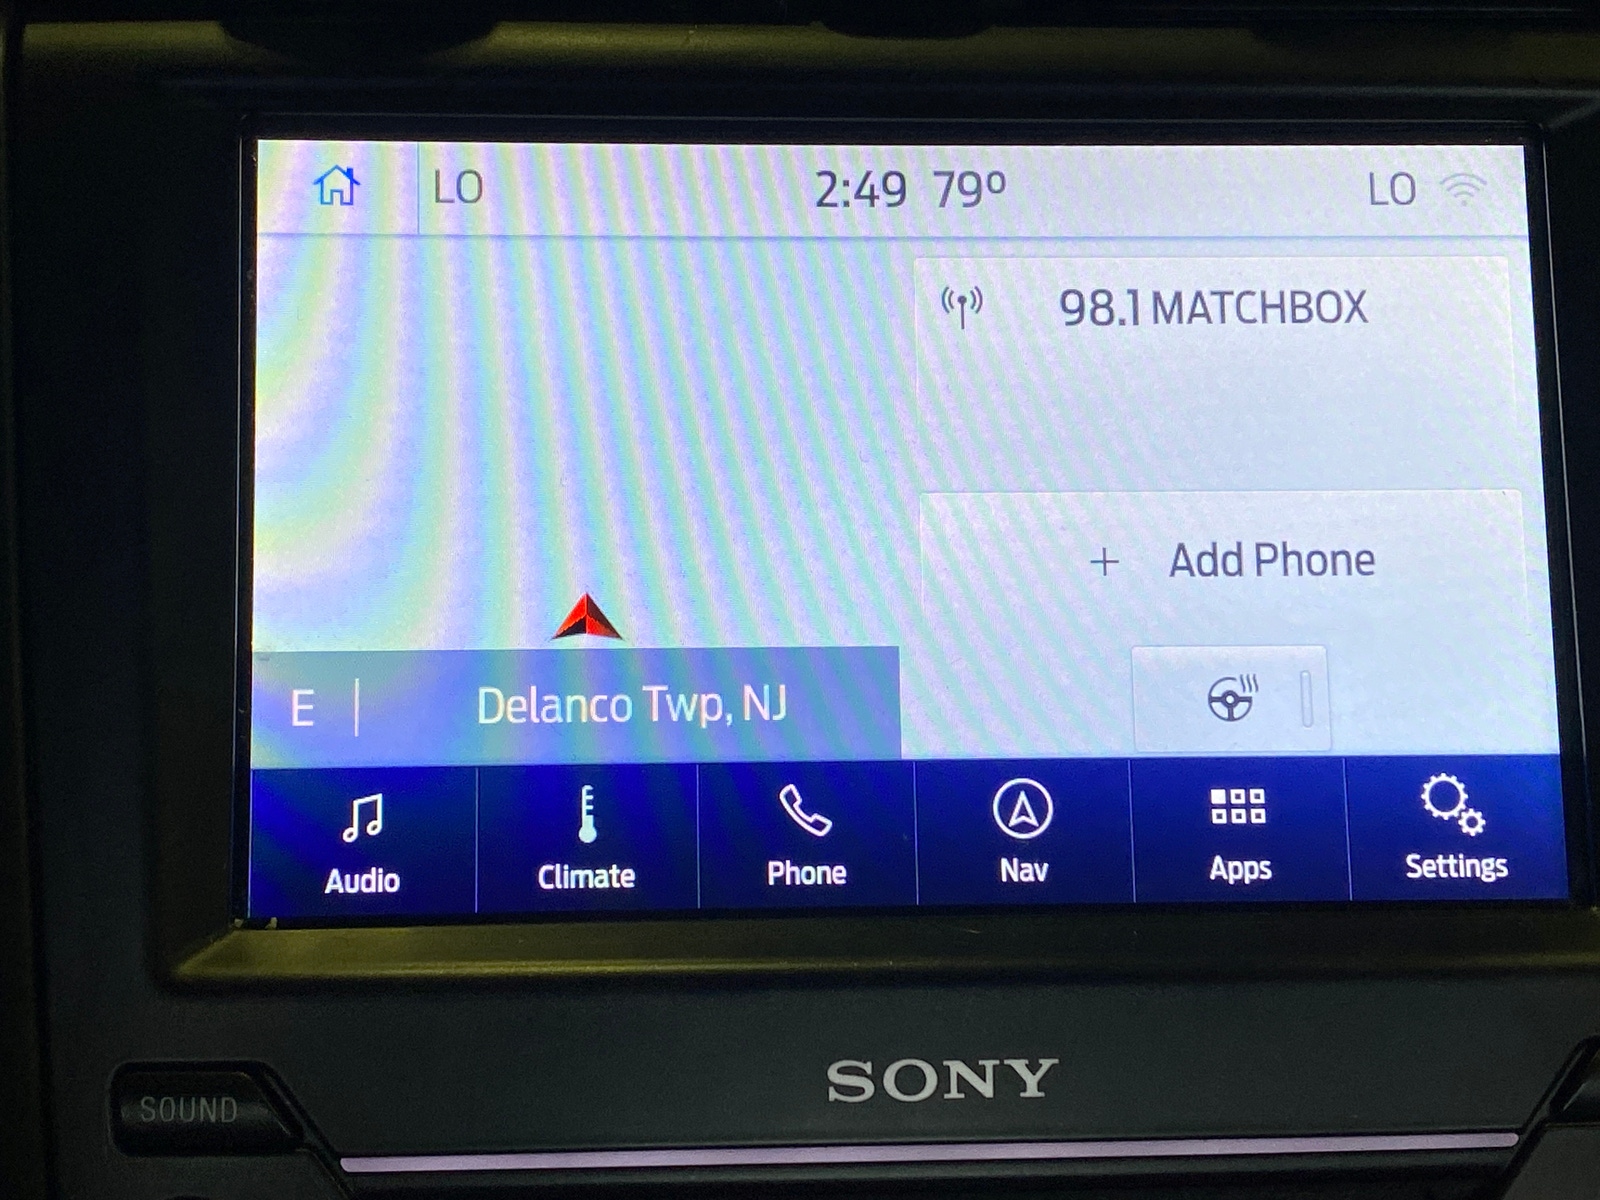 LO 2:49 79° LO
98.1 MATCHBOX
+ Add Phone
E | Delanco Twp, NJ
Audio Climate Phone Nav Apps Settings
SONY
SOUND